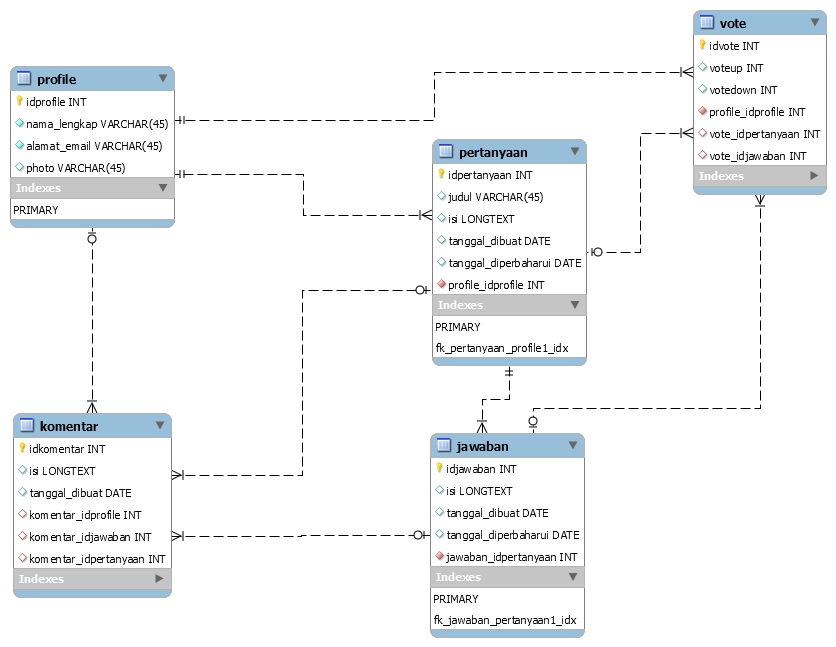 profile
idprofile INT
nama_lengkap VARCHAR(45)
alamat_email VARCHAR(45)
photo VARCHAR(45)
Indexes
PRIMARY
pertanyaan
idpertanyaan INT
judul VARCHAR(45)
isi LONGTEXT
tanggal_dibuat DATE
tanggal_diperbaharui DATE
profile_idprofile INT
Indexes
PRIMARY
fk_pertanyaan_profile1_idx
vote
idvote INT
voteup INT
votedown INT
profile_idprofile INT
vote_idpertanyaan INT
vote_idjawaban INT
Indexes
komentar
idkomentar INT
isi LONGTEXT
tanggal_dibuat DATE
komentar_idprofile INT
komentar_idjawaban INT
komentar_idpertanyaan INT
Indexes
jawaban
idjawaban INT
isi LONGTEXT
tanggal_dibuat DATE
tanggal_diperbaharui DATE
jawaban_idpertanyaan INT
Indexes
PRIMARY
fk_jawaban_pertanyaan1_idx